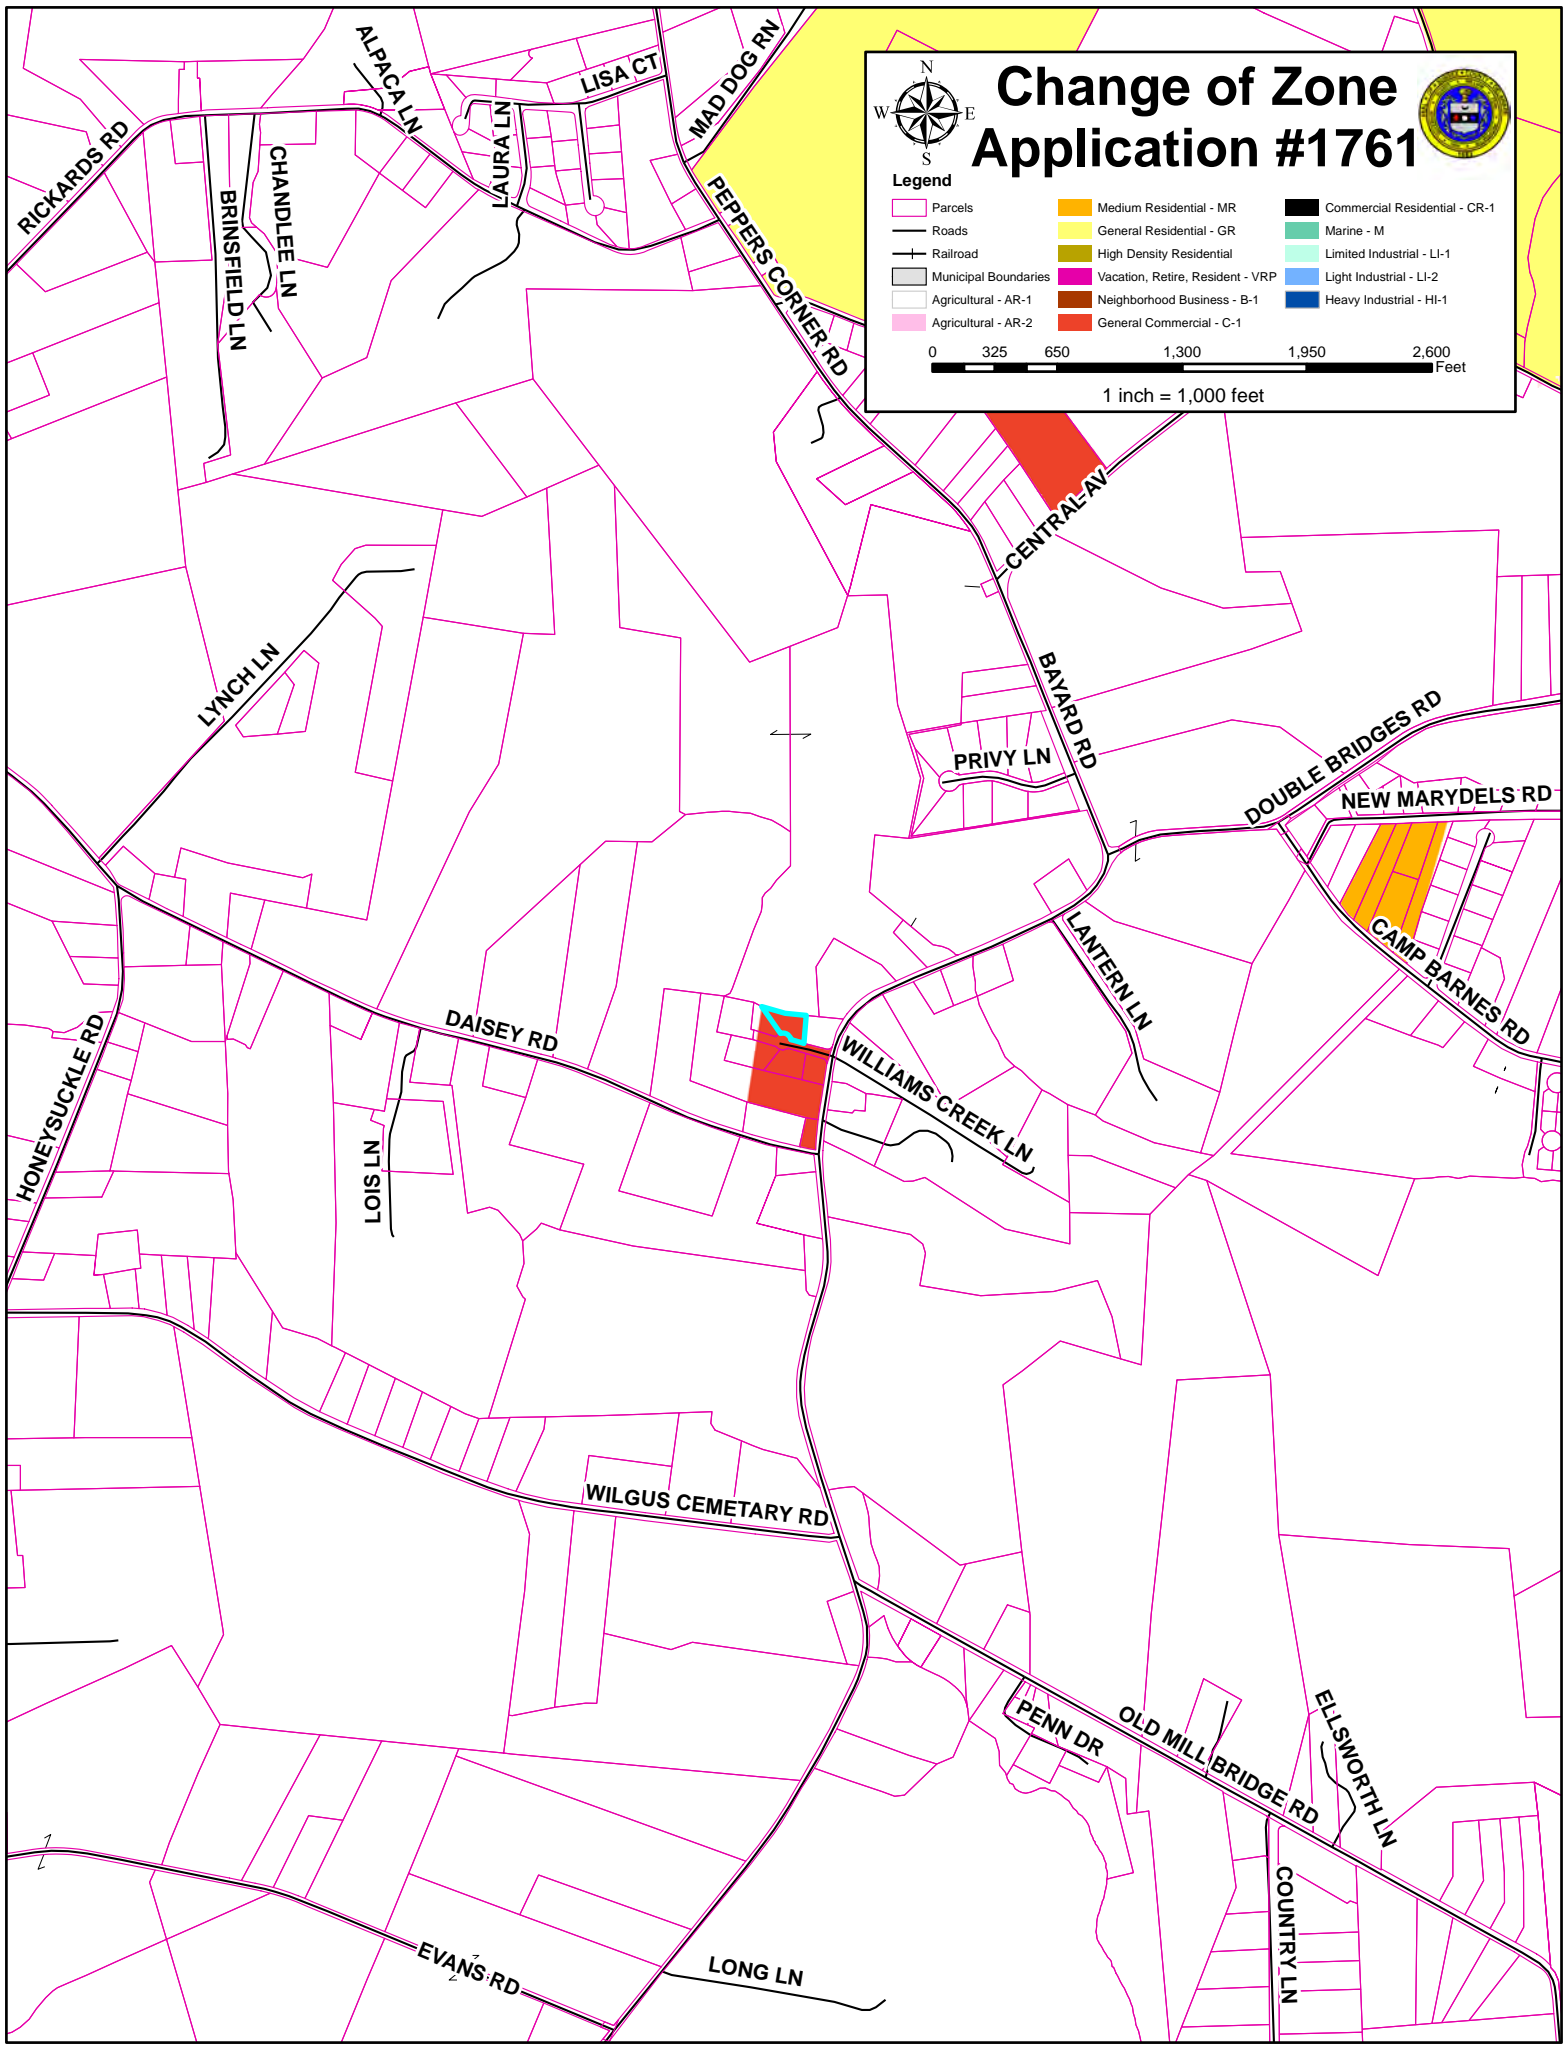 Change of Zone
Application #1761
N
W
E
S
Legend
Parcels
Roads
Railroad
Municipal Boundaries
Agricultural - AR-1
Agricultural - AR-2
Medium Residential - MR
General Residential - GR
High Density Residential
Vacation, Retire, Resident - VRP
Neighborhood Business - B-1
General Commercial - C-1
Commercial Residential - CR-1
Marine - M
Limited Industrial - LI-1
Light Industrial - LI-2
Heavy Industrial - HI-1
0 325 650 1,300 1,950 2,600
Feet
1 inch = 1,000 feet
ALPACA LN
LISA CT
MAD DOG RN
LAURA LN
RICKARDS RD
BRINSFIELD LN
CHANDLEE LN
PEPPERS CORNER RD
CENTRAL AV
LYNCH LN
BAYARD RD
PRIVY LN
DOUBLE BRIDGES RD
NEW MARYDELS RD
CAMP BARNES RD
LANTERN LN
DAISEY RD
WILLIAMS CREEK LN
HONEYSUCKLE RD
LOIS LN
WILGUS CEMETARY RD
PENN DR
OLD MILL BRIDGE RD
ELLSWORTH LN
COUNTRY LN
EVANS RD
LONG LN